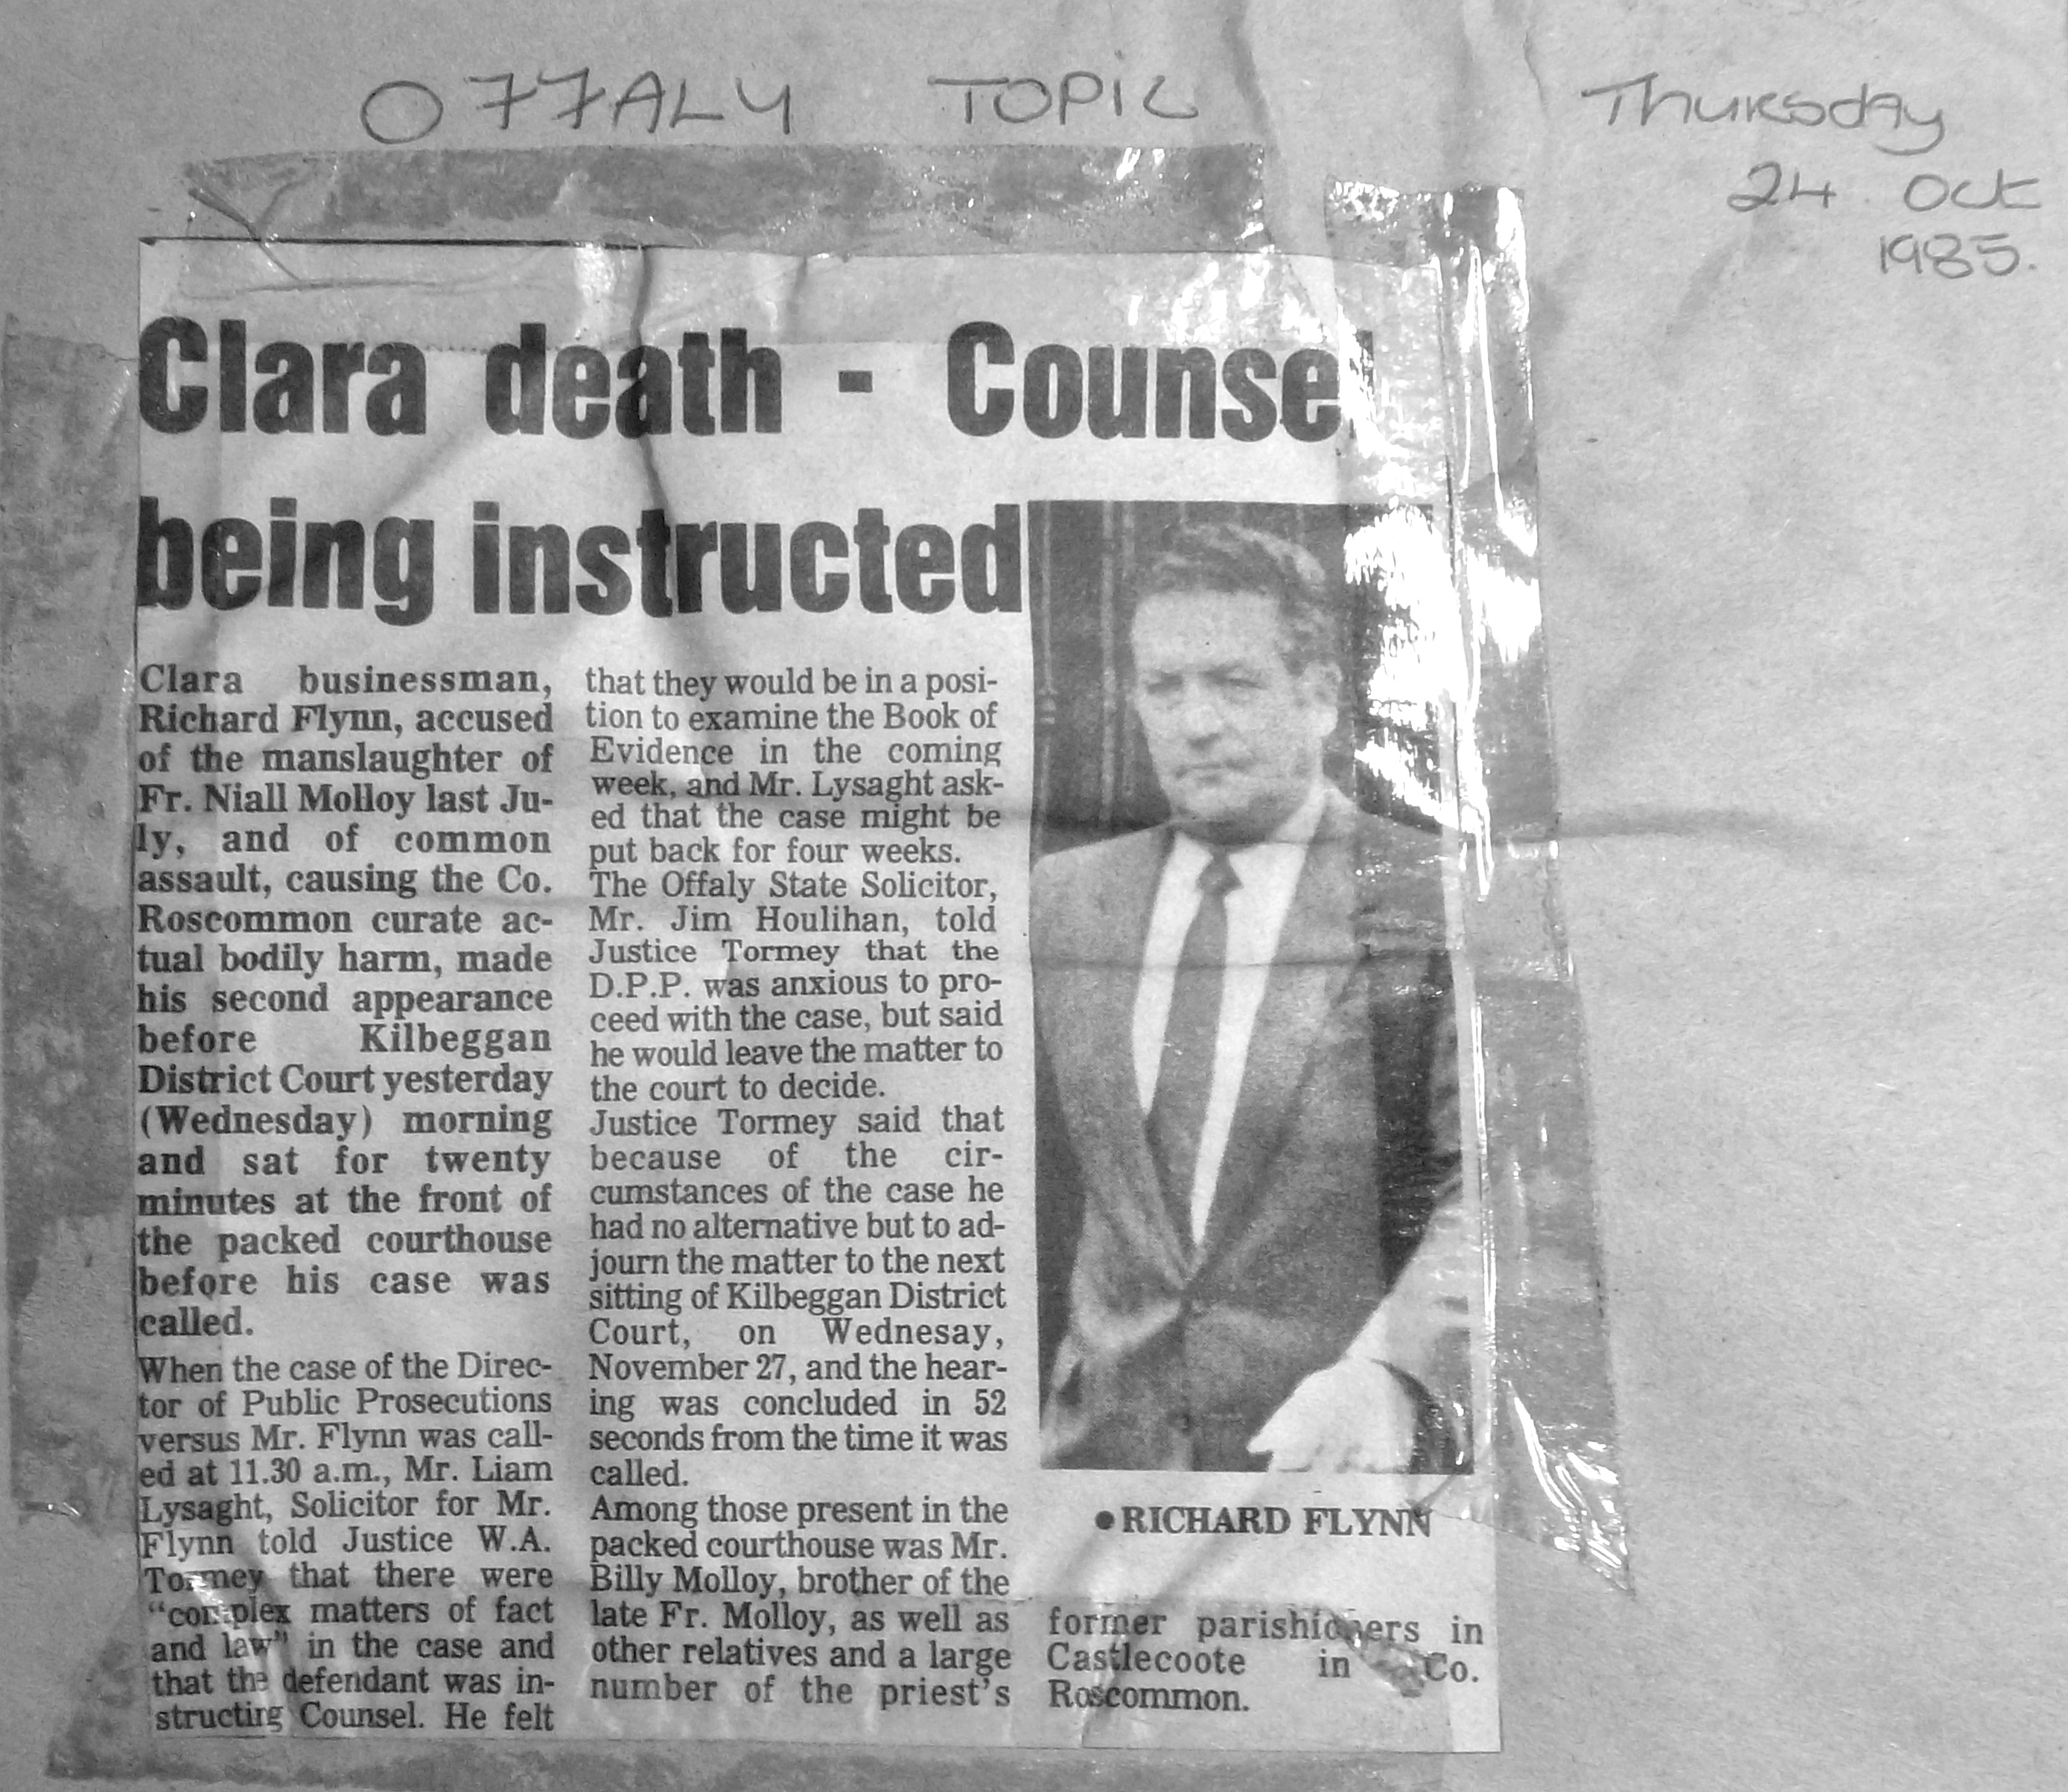 OFFALY TOPIC
Thursday
24 Oct
1985.
Clara death - Counsel
being instructed
Clara businessman,
Richard Flynn, accused
of the manslaughter of
Fr. Niall Molloy last Ju-
ly, and of common
assault, causing the Co.
Roscommon curate ac-
tual bodily harm, made
his second appearance
before Kilbeggan
District Court yesterday
(Wednesday) morning
and sat for twenty
minutes at the front of
the packed courthouse
before his case was
called.
When the case of the Direc-
tor of Public Prosecutions
versus Mr. Flynn was call-
ed at 11.30 a.m., Mr. Liam
Lysaght, Solicitor for Mr.
Flynn told Justice W.A.
Tormey that there were
“complex matters of fact
and law” in the case and
that the defendant was in-
structing Counsel. He felt
that they would be in a posi-
tion to examine the Book of
Evidence in the coming
week, and Mr. Lysaght ask-
ed that the case might be
put back for four weeks.
The Offaly State Solicitor,
Mr. Jim Houlihan, told
Justice Tormey that the
D.P.P. was anxious to pro-
ceed with the case, but said
he would leave the matter to
the court to decide.
Justice Tormey said that
because of the cir-
cumstances of the case he
had no alternative but to ad-
journ the matter to the next
sitting of Kilbeggan District
Court, on Wednesay,
November 27, and the hear-
ing was concluded in 52
seconds from the time it was
called.
Among those present in the
packed courthouse was Mr.
Billy Molloy, brother of the
late Fr. Molloy, as well as
other relatives and a large
number of the priest's
●RICHARD FLYNN
former parishioners in
Castlecoote in Co.
Roscommon.